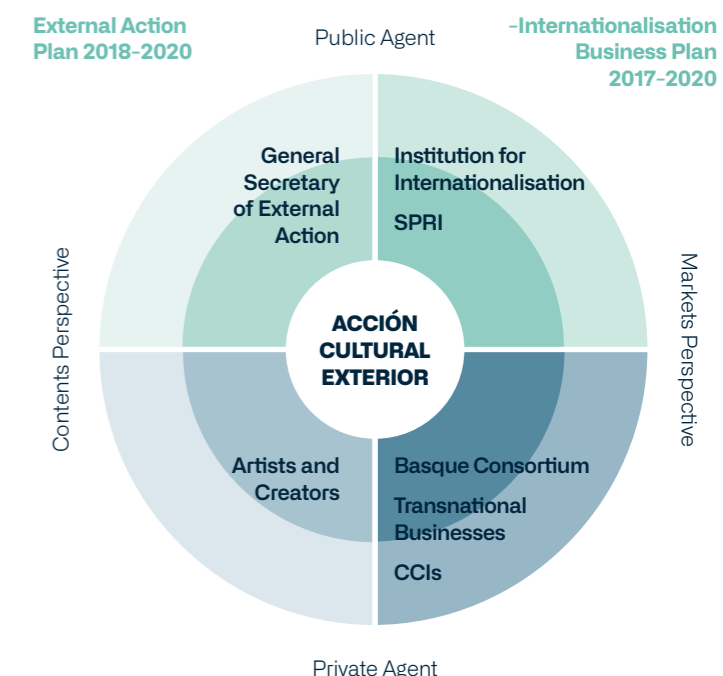 External Action
Plan 2018-2020
Public Agent
-Internationalisation
Business Plan
2017-2020
General
Secretary
of External
Action
Institution for
Internationalisation
SPRI
Contents Perspective
Markets Perspective
ACCIÓN
CULTURAL
EXTERIOR
Artists and
Creators
Basque Consortium
Transnational
Businesses
CCIs
Private Agent